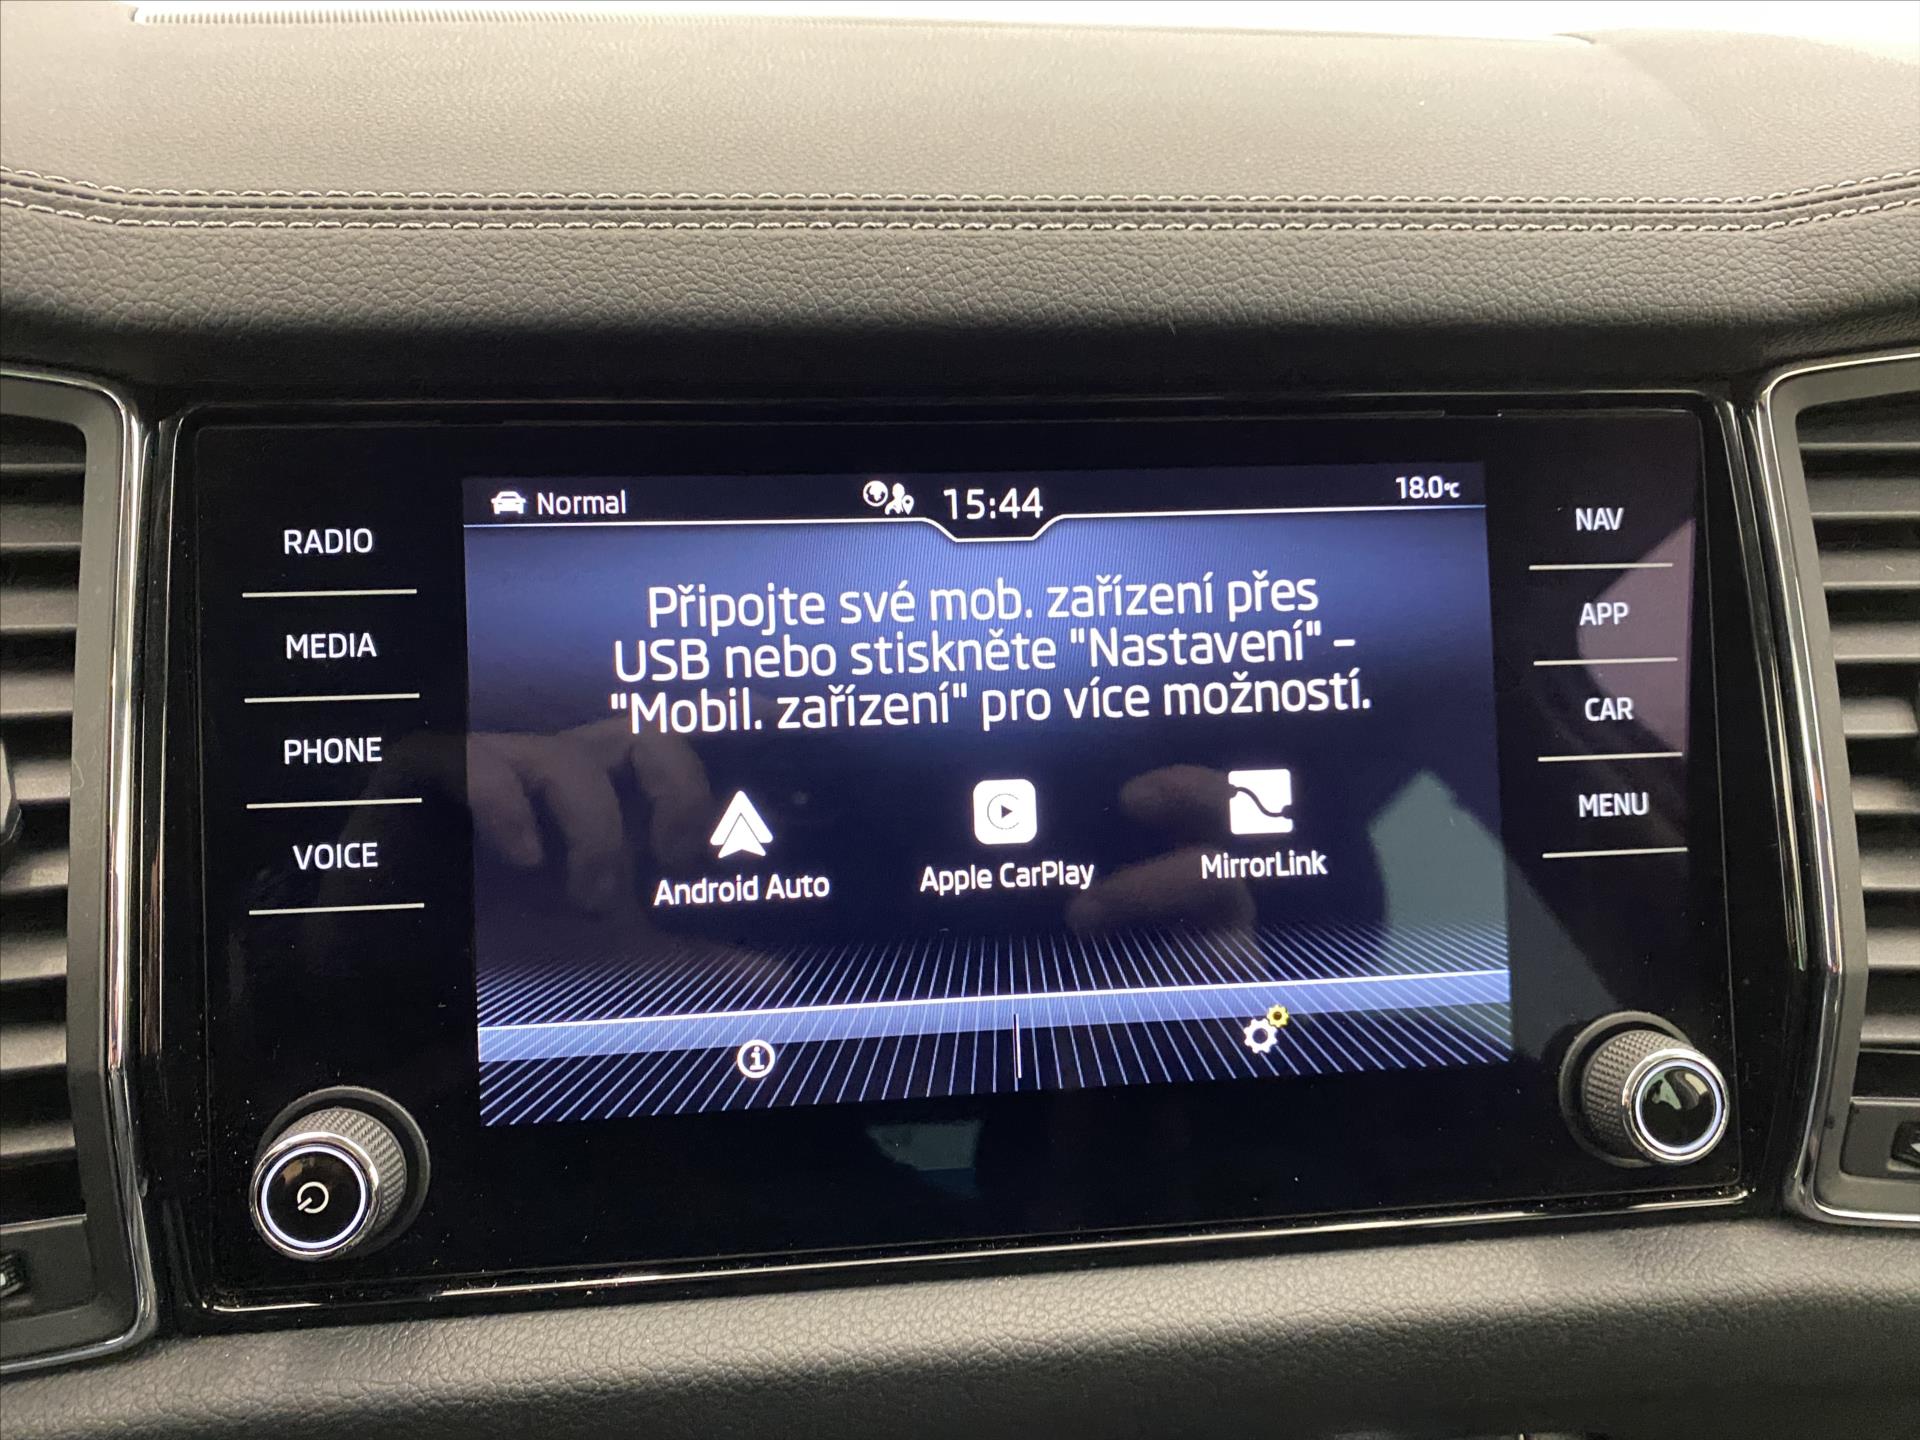 Normal 15:44 18.0°C
RADIO
MEDIA
PHONE
VOICE
Připojte své mob. zařízení přes
USB nebo stiskněte "Nastavení" –
"Mobil. zařízení" pro více možností.
Android Auto
Apple CarPlay
MirrorLink
NAV
APP
CAR
MENU